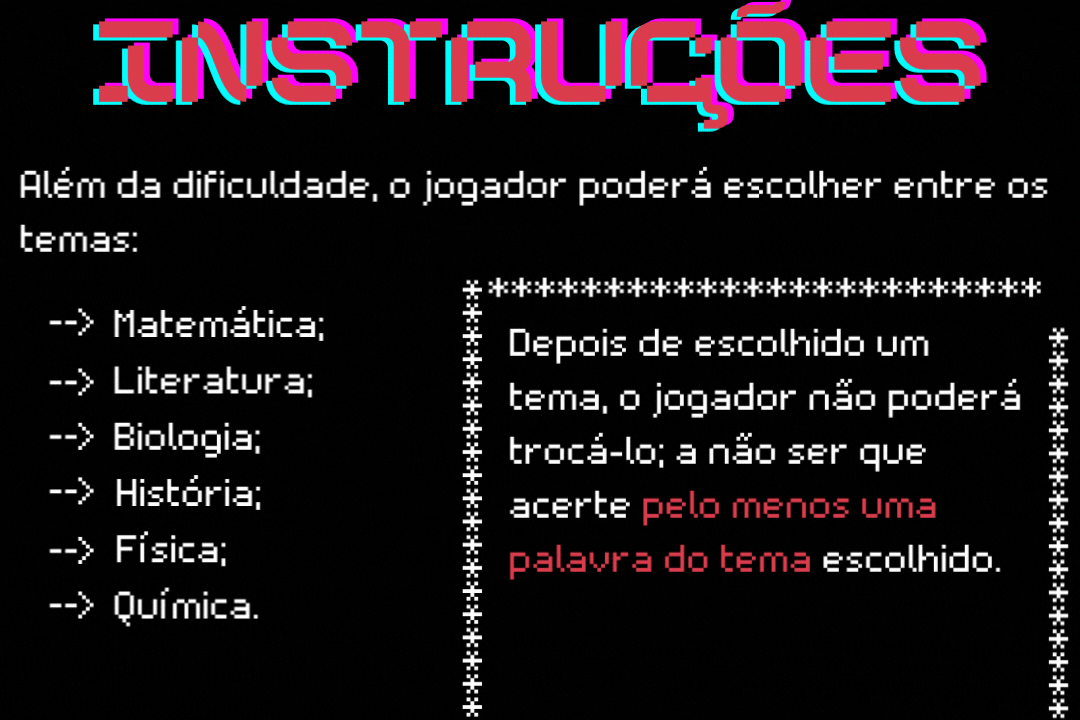 INSTRUÇÕES
Além da dificuldade, o jogador poderá escolher entre os
temas:
--> Matemática;
--> Literatura;
--> Biologia;
--> História;
--> Física;
--> Química.
************************
Depois de escolhido um
tema, o jogador não poderá
trocá-lo; a não ser que
acerte pelo menos uma
palavra do tema escolhido.